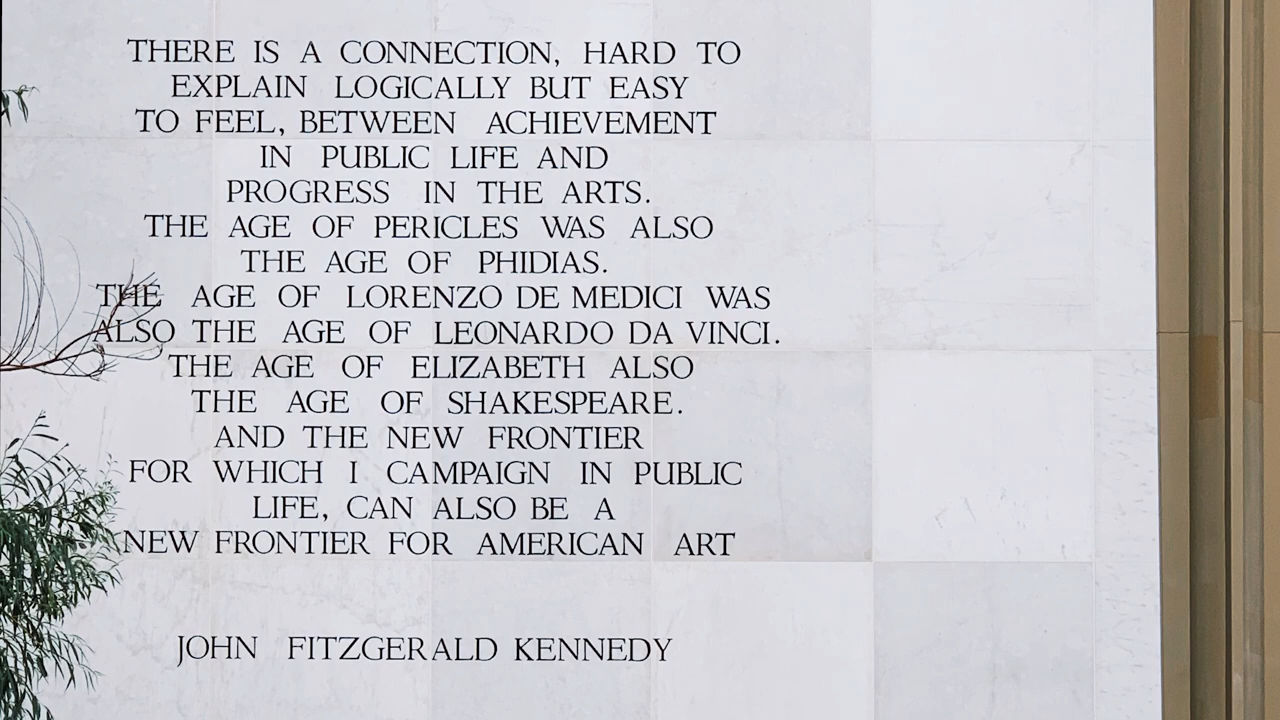 THERE IS A CONNECTION, HARD TO
EXPLAIN LOGICALLY BUT EASY
TO FEEL, BETWEEN ACHIEVEMENT
IN PUBLIC LIFE AND
PROGRESS IN THE ARTS.
THE AGE OF PERICLES WAS ALSO
THE AGE OF PHIDIAS.
THE AGE OF LORENZO DE MEDICI WAS
ALSO THE AGE OF LEONARDO DA VINCI.
THE AGE OF ELIZABETH ALSO
THE AGE OF SHAKESPEARE.
AND THE NEW FRONTIER
FOR WHICH I CAMPAIGN IN PUBLIC
LIFE, CAN ALSO BE A
NEW FRONTIER FOR AMERICAN ART
JOHN FITZGERALD KENNEDY